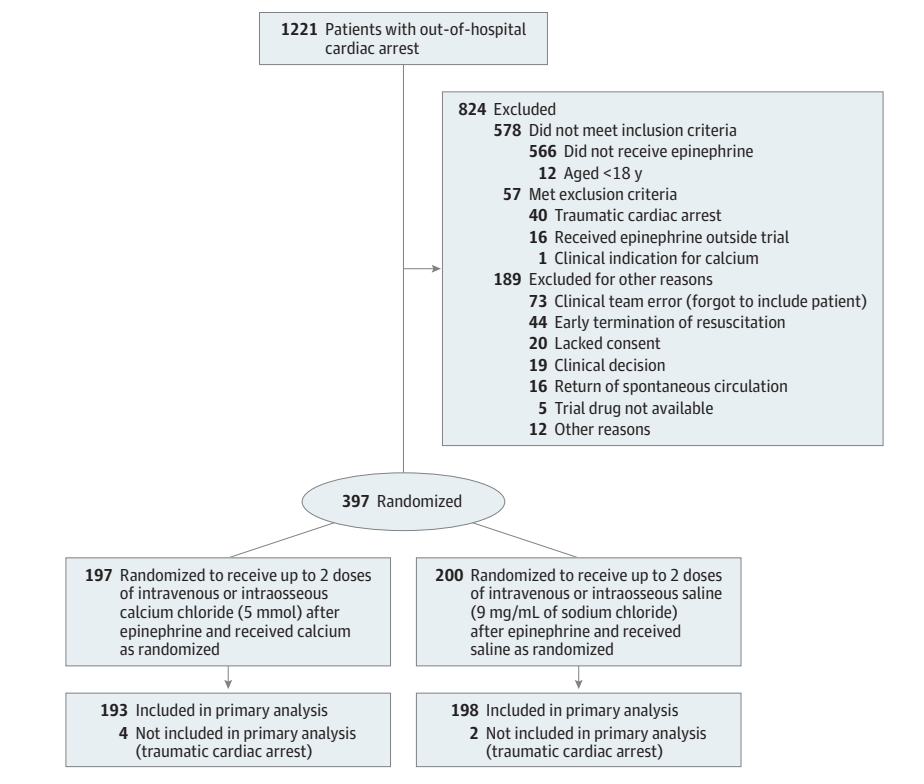 1221 Patients with out-of-hospital
cardiac arrest
824 Excluded
578 Did not meet inclusion criteria
566 Did not receive epinephrine
12 Aged <18 y
57 Met exclusion criteria
40 Traumatic cardiac arrest
16 Received epinephrine outside trial
1 Clinical indication for calcium
189 Excluded for other reasons
73 Clinical team error (forgot to include patient)
44 Early termination of resuscitation
20 Lacked consent
19 Clinical decision
16 Return of spontaneous circulation
5 Trial drug not available
12 Other reasons
397 Randomized
197 Randomized to receive up to 2 doses
of intravenous or intraosseous
calcium chloride (5 mmol) after
epinephrine and received calcium
as randomized
200 Randomized to receive up to 2 doses
of intravenous or intraosseous saline
(9 mg/mL of sodium chloride)
after epinephrine and received
saline as randomized
193 Included in primary analysis
4 Not included in primary analysis
(traumatic cardiac arrest)
198 Included in primary analysis
2 Not included in primary analysis
(traumatic cardiac arrest)